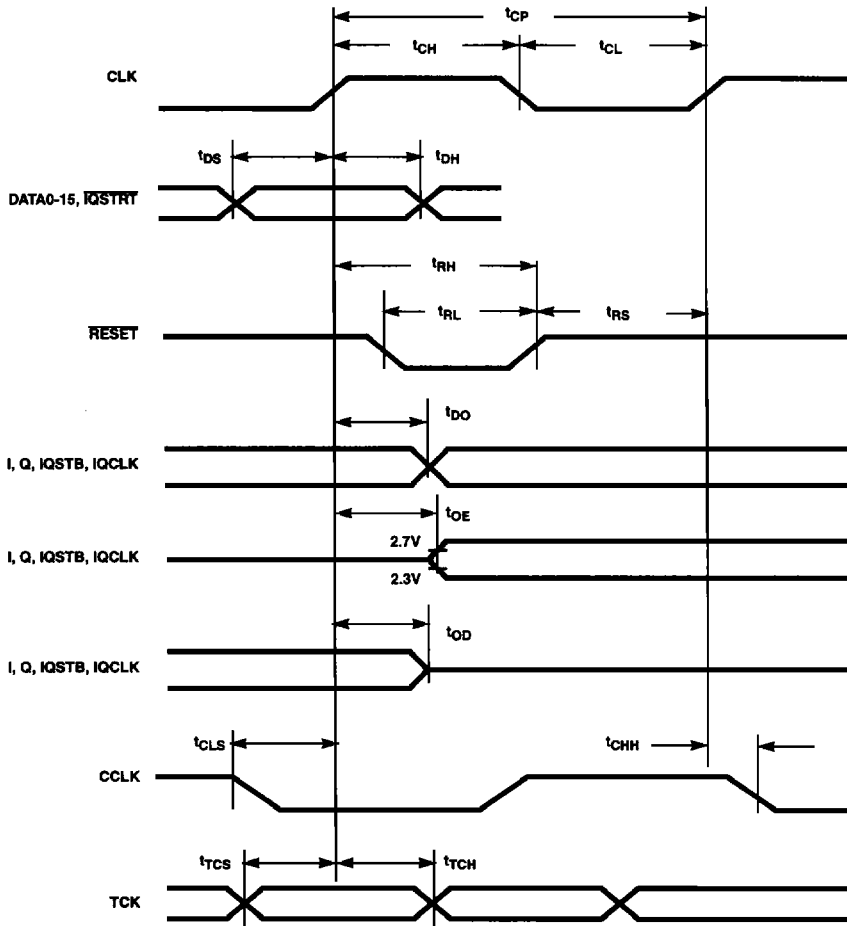 tCP
tCH tCL
CLK
tDS tDH
DATA0-15, IQSTRT
tRH
tRL tRS
RESET
tDO
I, Q, IQSTB, IQCLK
tOE
2.7V
I, Q, IQSTB, IQCLK
2.3V
tOD
I, Q, IQSTB, IQCLK
tCLS tCHH
CCLK
tTCS tTCH
TCK